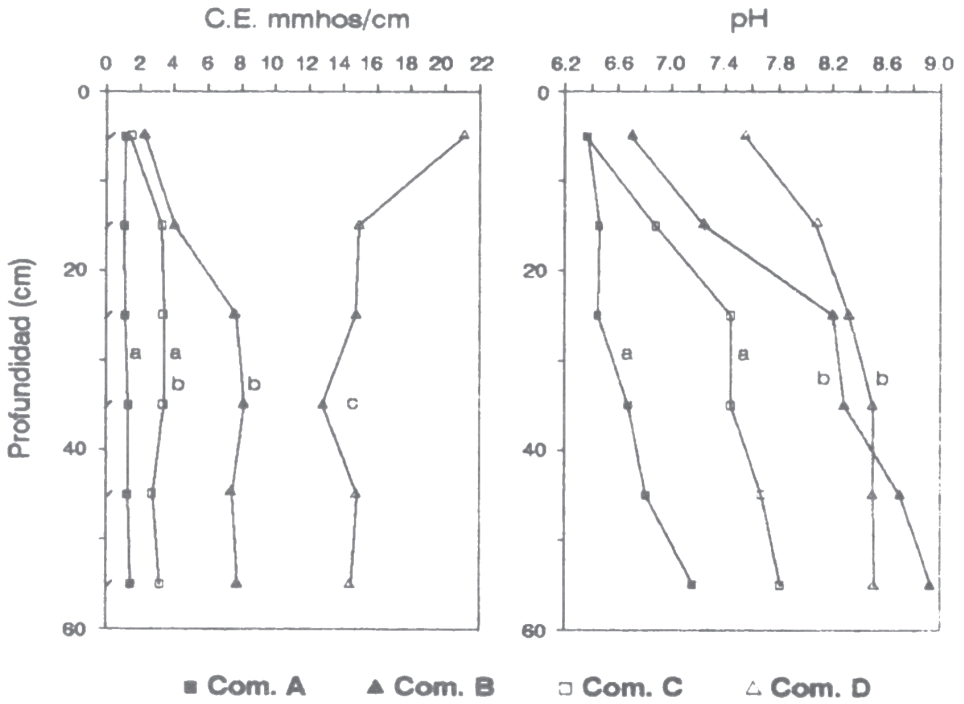 C.E. mmhos/cm
pH
0 2 4 6 8 10 12 14 16 18 20 22
6.2 6.6 7.0 7.4 7.8 8.2 8.6 9.0
0
20
40
60
Profundidad (cm)
a a
b b
c
0
20
40
60
a a
b b
Com. A Com. B Com. C Com. D